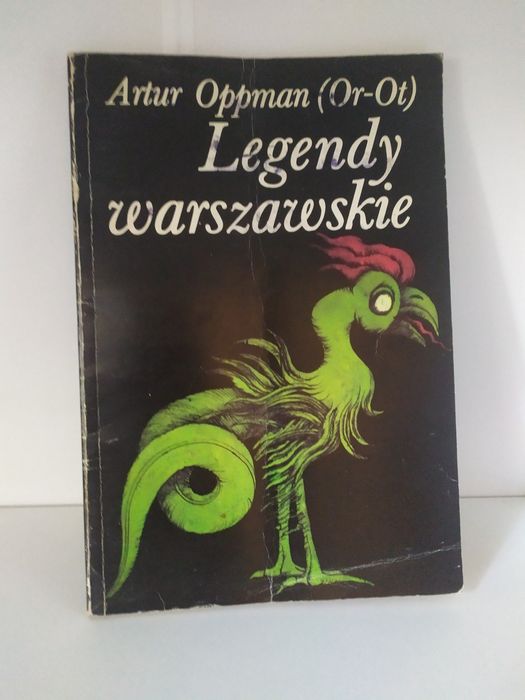 Artur Oppman (Or-Ot)
Legendy
warszawskie